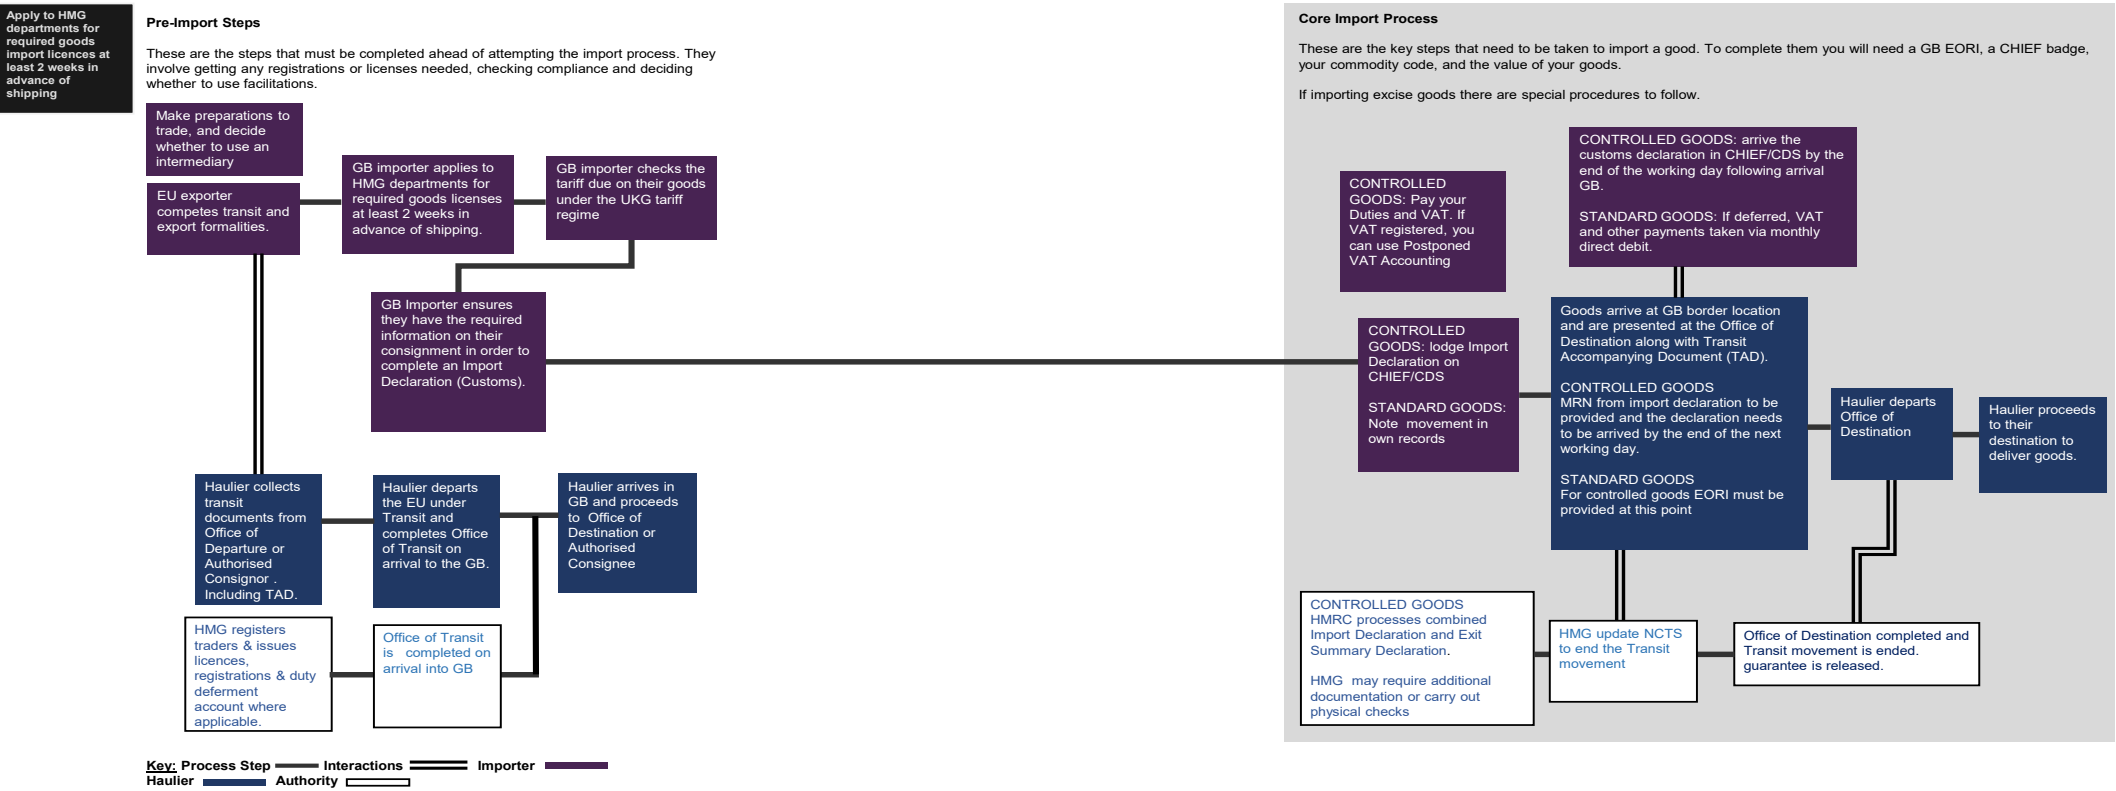 Apply to HMG
departments for
required goods
import licences at
least 2 weeks in
advance of
shipping
Pre-Import Steps
These are the steps that must be completed ahead of attempting the import process. They
involve getting any registrations or licenses needed, checking compliance and deciding
whether to use facilitations.
Make preparations to
trade, and decide
whether to use an
intermediary
EU exporter
competes transit and
export formalities.
GB importer applies to
HMG departments for
required goods licenses
at least 2 weeks in
advance of shipping.
GB importer checks the
tariff due on their goods
under the UKG tariff
regime
GB Importer ensures
they have the required
information on their
consignment in order to
complete an Import
Declaration (Customs).
Haulier collects
transit
documents from
Office of
Departure or
Authorised
Consignor .
Including TAD.
Haulier departs
the EU under
Transit and
completes Office
of Transit on
arrival to the GB.
Haulier arrives in
GB and proceeds
to Office of
Destination or
Authorised
Consignee
HMG registers
traders & issues
licences,
registrations & duty
deferment
account where
applicable.
Office of Transit
is completed on
arrival into GB
Core Import Process
These are the key steps that need to be taken to import a good. To complete them you will need a GB EORI, a CHIEF badge,
your commodity code, and the value of your goods.
If importing excise goods there are special procedures to follow.
CONTROLLED
GOODS: Pay your
Duties and VAT. If
VAT registered, you
can use Postponed
VAT Accounting
CONTROLLED GOODS: arrive the
customs declaration in CHIEF/CDS by the
end of the working day following arrival
GB.
STANDARD GOODS: If deferred, VAT
and other payments taken via monthly
direct debit.
CONTROLLED
GOODS: lodge Import
Declaration on
CHIEF/CDS
STANDARD GOODS:
Note movement in
own records
Goods arrive at GB border location
and are presented at the Office of
Destination along with Transit
Accompanying Document (TAD).
CONTROLLED GOODS
MRN from import declaration to be
provided and the declaration needs
to be arrived by the end of the next
working day.
STANDARD GOODS
For controlled goods EORI must be
provided at this point
Haulier departs
Office of
Destination
Haulier proceeds
to their
destination to
deliver goods.
CONTROLLED GOODS
HMRC processes combined
Import Declaration and Exit
Summary Declaration.
HMG may require additional
documentation or carry out
physical checks
HMG update NCTS
to end the Transit
movement
Office of Destination completed and
Transit movement is ended.
guarantee is released.
Key: Process Step Interactions Importer
Haulier Authority